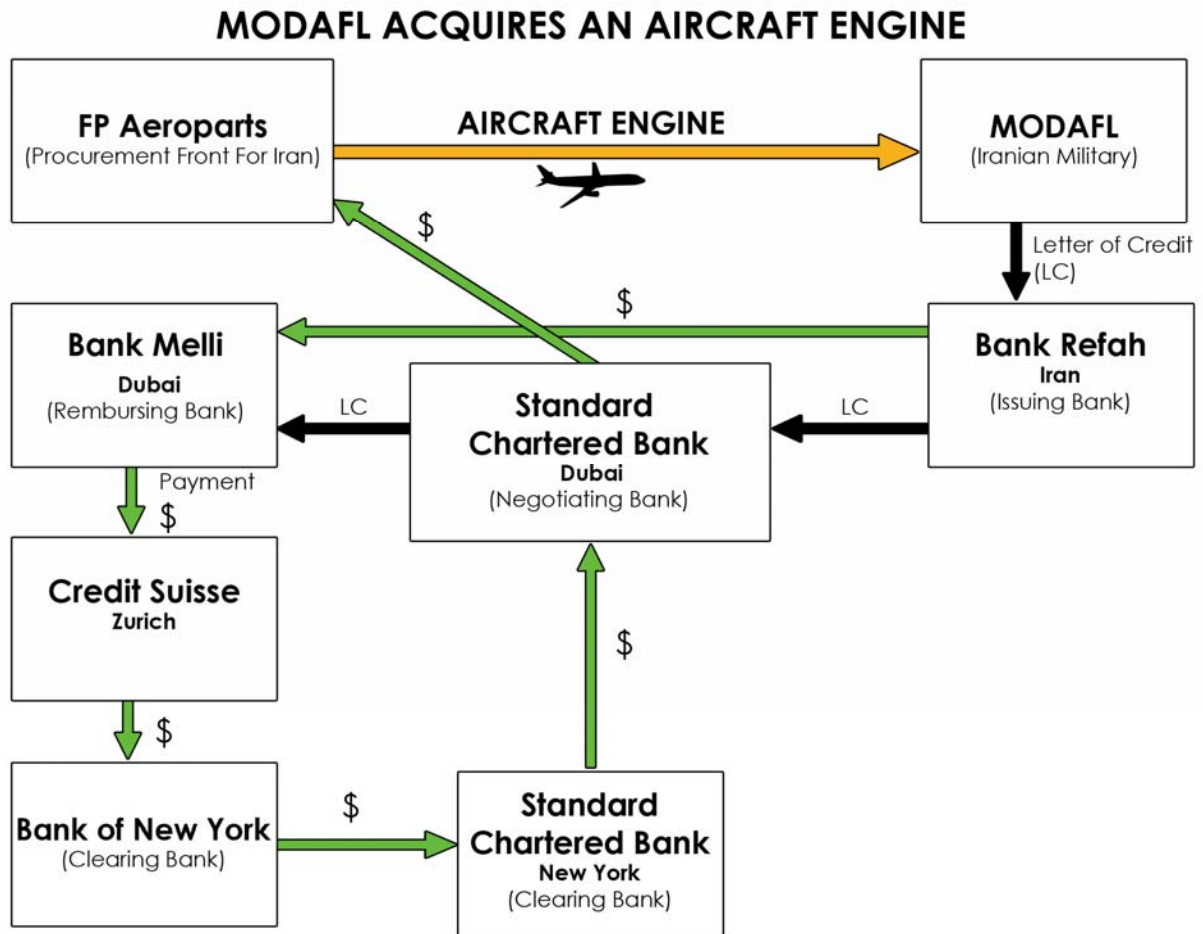 MODAFL ACQUIRES AN AIRCRAFT ENGINE
FP Aeroparts
(Procurement Front For Iran)
AIRCRAFT ENGINE
MODAFL
(Iranian Military)
$
Letter of Credit
(LC)
$
Bank Melli
Dubai
(Rembursing Bank)
LC
Standard
Chartered Bank
Dubai
(Negotiating Bank)
LC
Bank Refah
Iran
(Issuing Bank)
Payment
$
Credit Suisse
Zurich
$
$
Bank of New York
(Clearing Bank)
$
Standard
Chartered Bank
New York
(Clearing Bank)